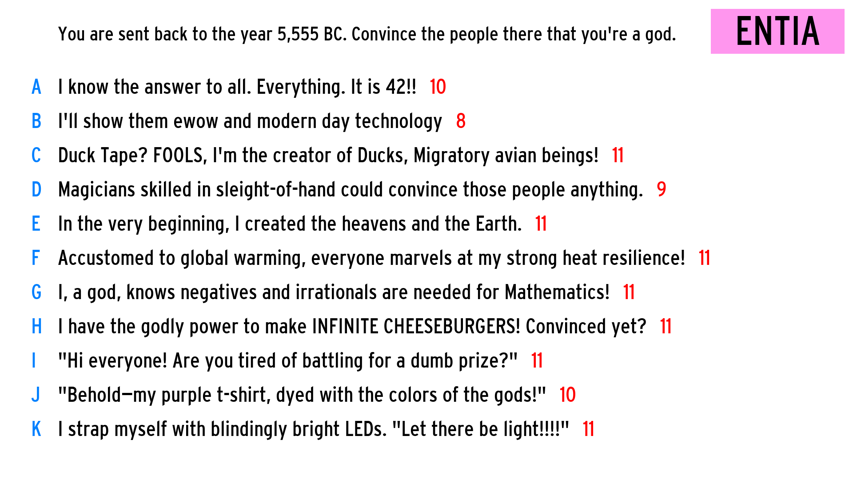 You are sent back to the year 5,555 BC. Convince the people there that you're a god.
ENTIA
A I know the answer to all. Everything. It is 42!! 10
B I'll show them ewow and modern day technology 8
C Duck Tape? FOOLS, I'm the creator of Ducks, Migratory avian beings! 11
D Magicians skilled in sleight-of-hand could convince those people anything. 9
E In the very beginning, I created the heavens and the Earth. 11
F Accustomed to global warming, everyone marvels at my strong heat resilience! 11
G I, a god, knows negatives and irrationals are needed for Mathematics! 11
H I have the godly power to make INFINITE CHEESEBURGERS! Convinced yet? 11
I "Hi everyone! Are you tired of battling for a dumb prize?" 11
J "Behold—my purple t-shirt, dyed with the colors of the gods!" 10
K I strap myself with blindingly bright LEDs. "Let there be light!!!!" 11